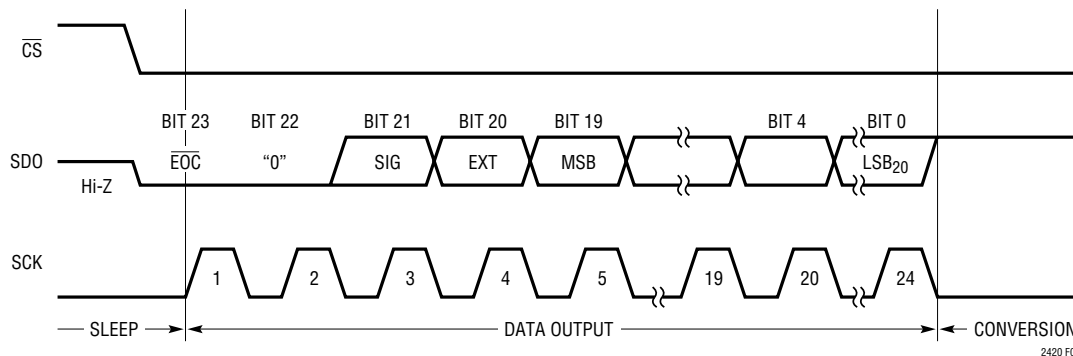 CS
BIT 23 BIT 22 BIT 21 BIT 20 BIT 19 BIT 4 BIT 0
SDO EOC “0” SIG EXT MSB LSB20
Hi-Z
SCK 1 2 3 4 5 19 20 24
SLEEP DATA OUTPUT CONVERSION
2420